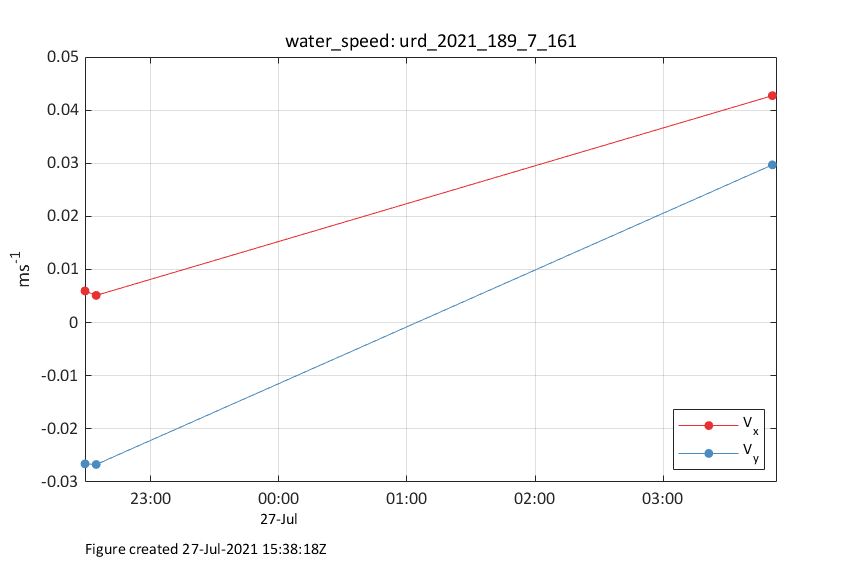 water_speed: urd_2021_189_7_161
0.05
0.04
0.03
0.02
0.01
0
-0.01
-0.02
-0.03
ms⁻¹
Vₓ
V_y
23:00 00:00 01:00 02:00 03:00
27-Jul
Figure created 27-Jul-2021 15:38:18Z